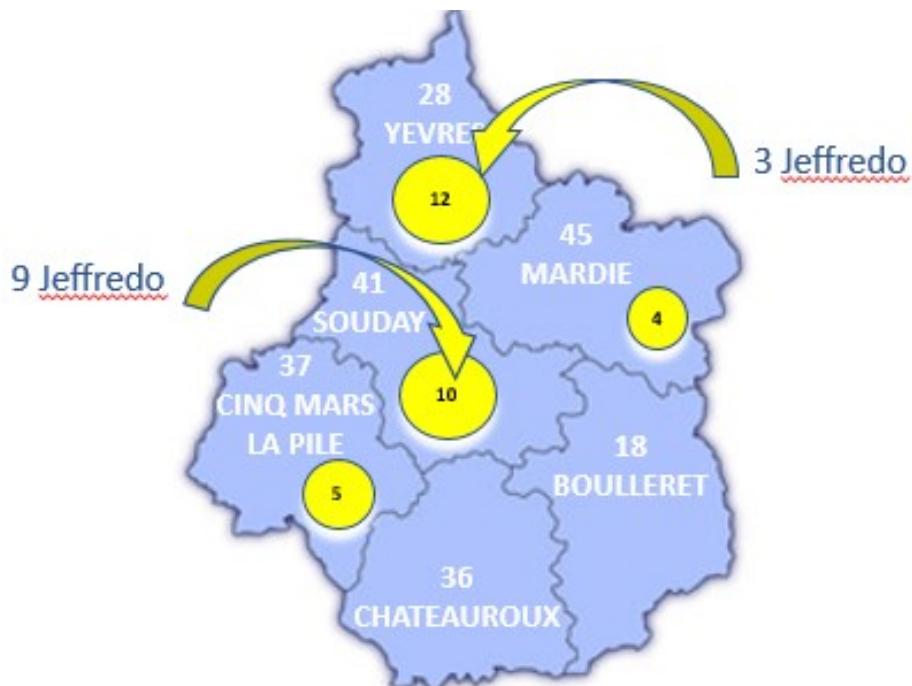 28
YEVRES
12
3 Jeffredo
45
MARDIE
4
9 Jeffredo
41
SOUDAY
10
37
CINQ MARS
LA PILE
5
18
BOULLERET
36
CHATEAUROUX